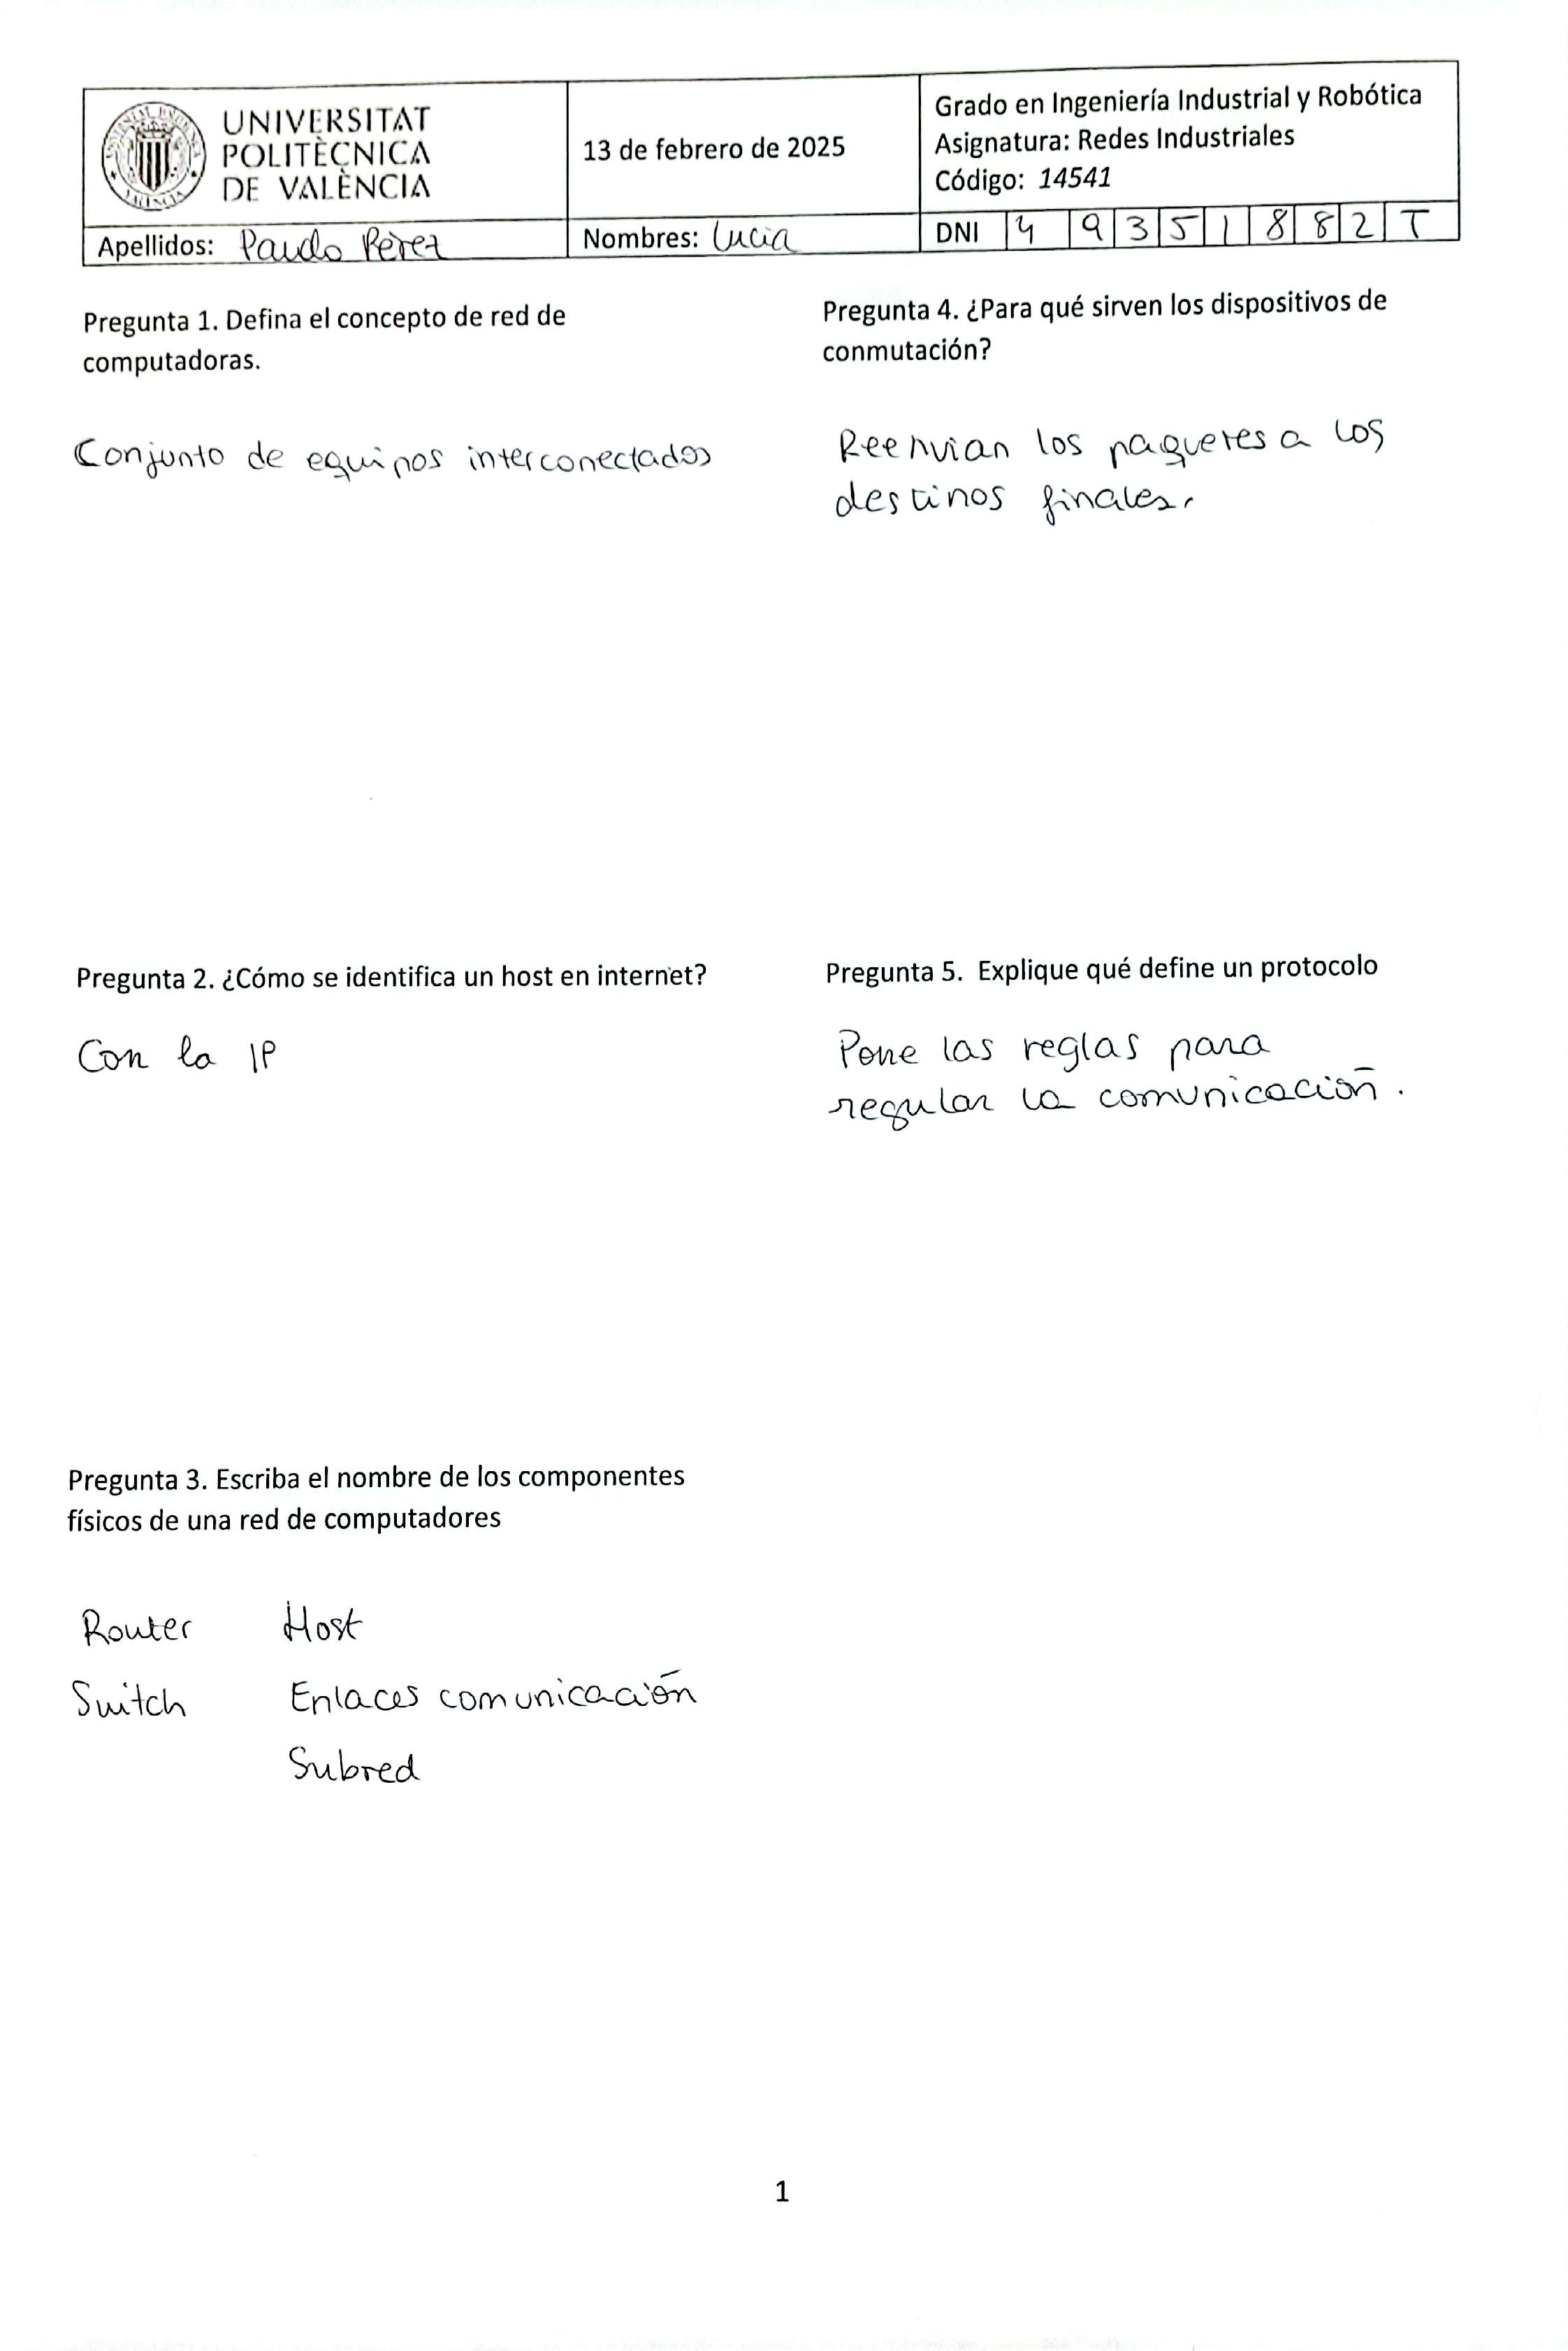 UNIVERSITAT
POLITÈCNICA
DE VALÈNCIA
13 de febrero de 2025
Grado en Ingeniería Industrial y Robótica
Asignatura: Redes Industriales
Código: 14541
Apellidos: Pardo Pérez
Nombres: Lucia
DNI 4 9 3 5 1 8 8 2 T
Pregunta 1. Defina el concepto de red de
computadoras.
Conjunto de equipos interconectados
Pregunta 2. ¿Cómo se identifica un host en internet?
Con la IP
Pregunta 3. Escriba el nombre de los componentes
físicos de una red de computadores
Router Host
Switch Enlaces comunicación
Subred
Pregunta 4. ¿Para qué sirven los dispositivos de
conmutación?
Reenvian los paquetes a los
destinos finales.
Pregunta 5. Explique qué define un protocolo
Pone las reglas para
regular la comunicación.
1